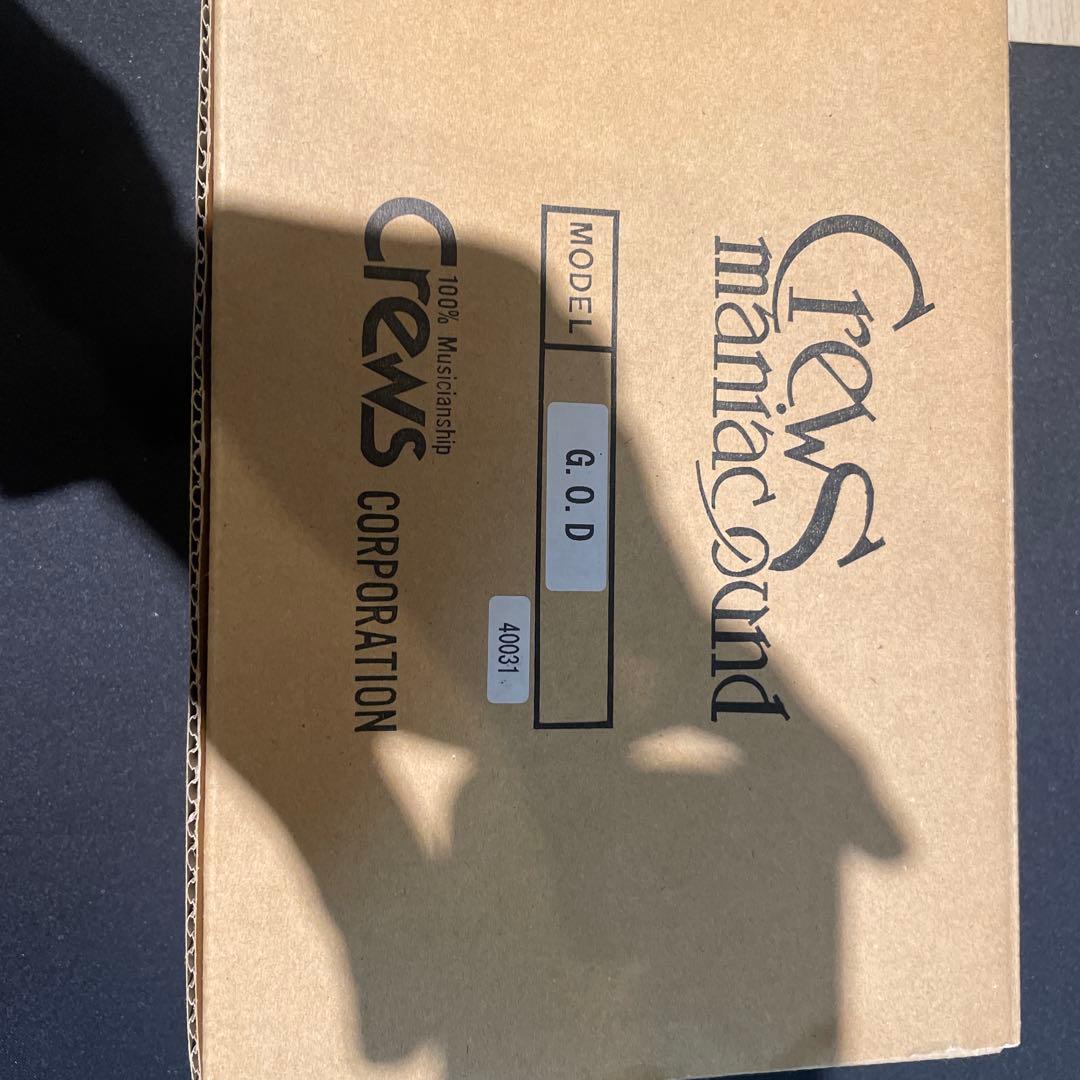 Crews
maniac sound
MODEL G.O.D
40031
100% Musicianship
Crews CORPORATION